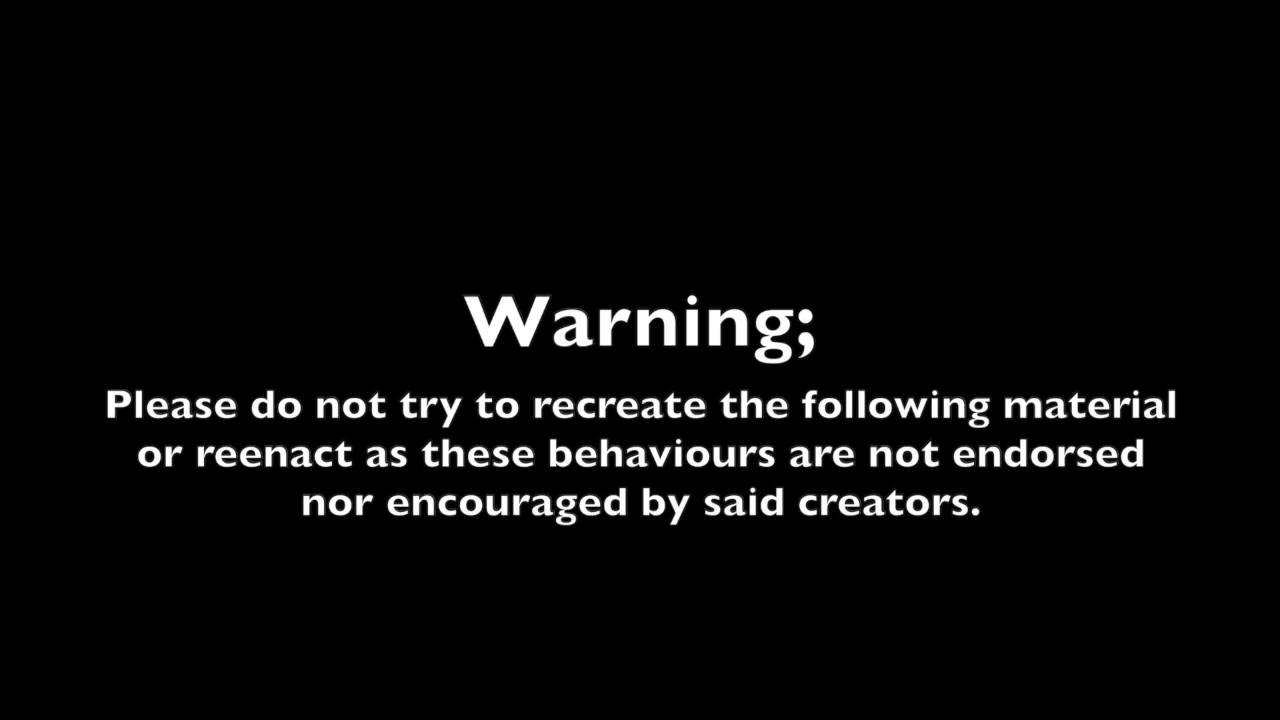 Warning;
Please do not try to recreate the following material
or reenact as these behaviours are not endorsed
nor encouraged by said creators.